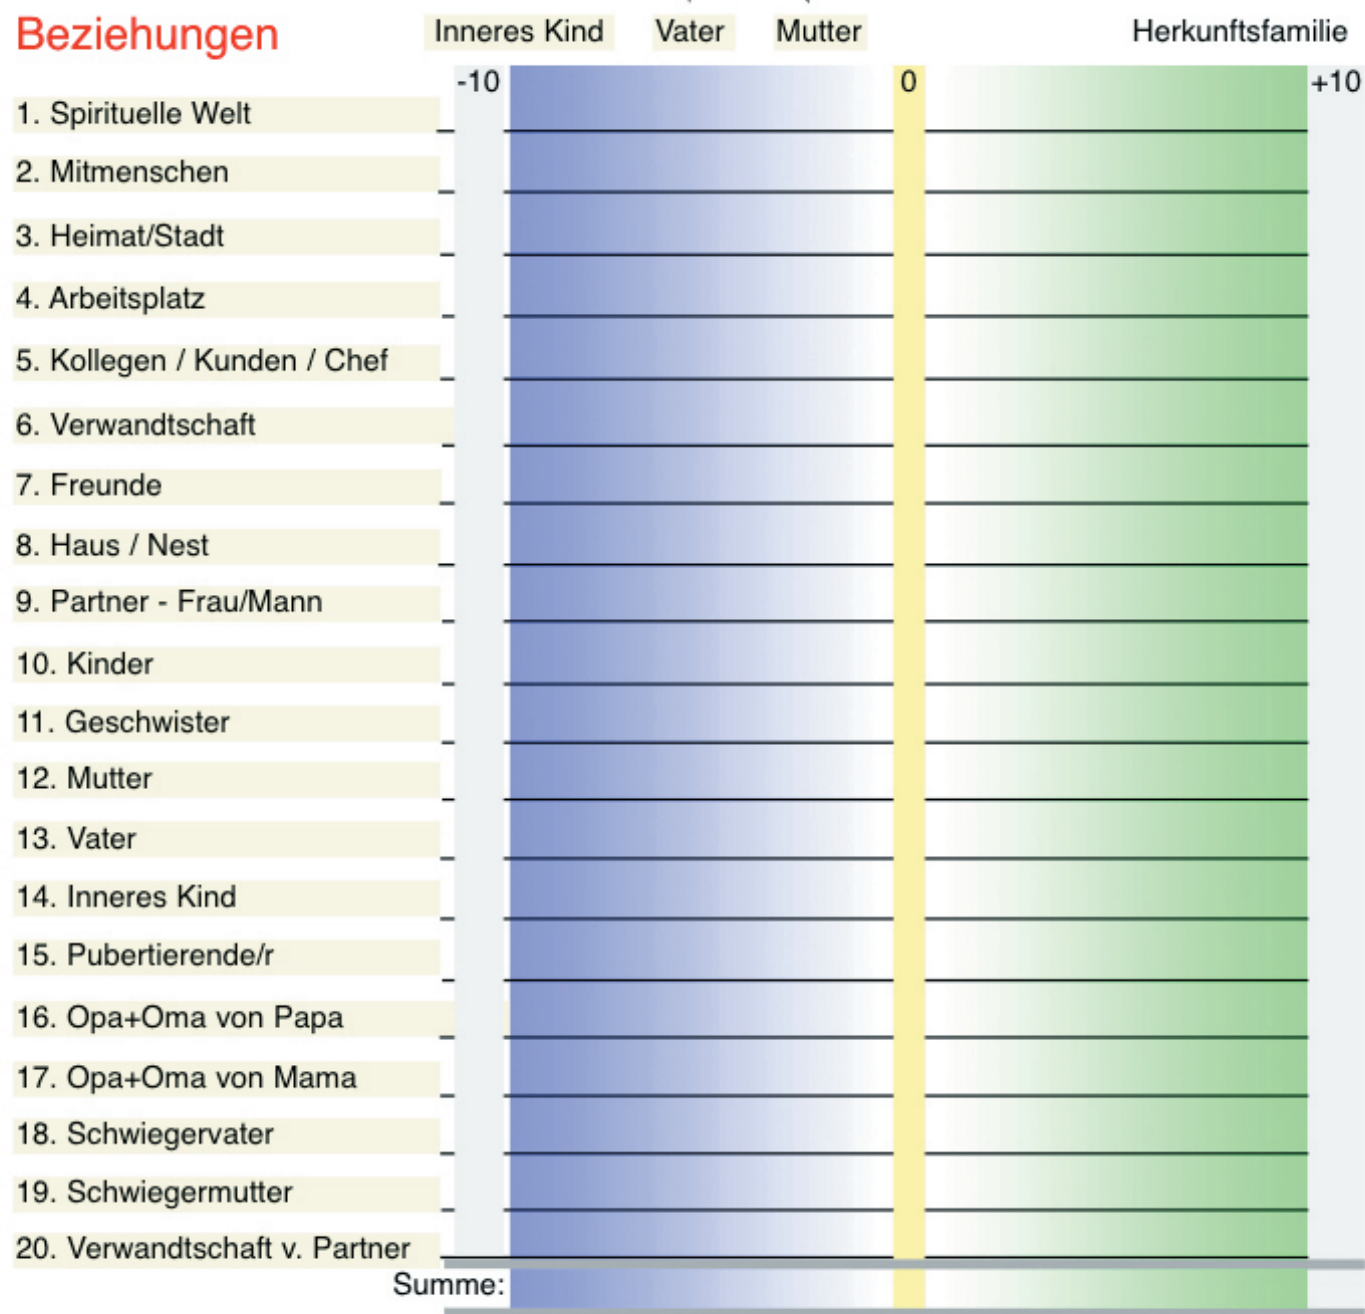 Beziehungen Inneres Kind Vater Mutter Herkunftsfamilie
-10 0 +10
1. Spirituelle Welt
2. Mitmenschen
3. Heimat/Stadt
4. Arbeitsplatz
5. Kollegen / Kunden / Chef
6. Verwandtschaft
7. Freunde
8. Haus / Nest
9. Partner - Frau/Mann
10. Kinder
11. Geschwister
12. Mutter
13. Vater
14. Inneres Kind
15. Pubertierende/r
16. Opa+Oma von Papa
17. Opa+Oma von Mama
18. Schwiegervater
19. Schwiegermutter
20. Verwandtschaft v. Partner
Summe: